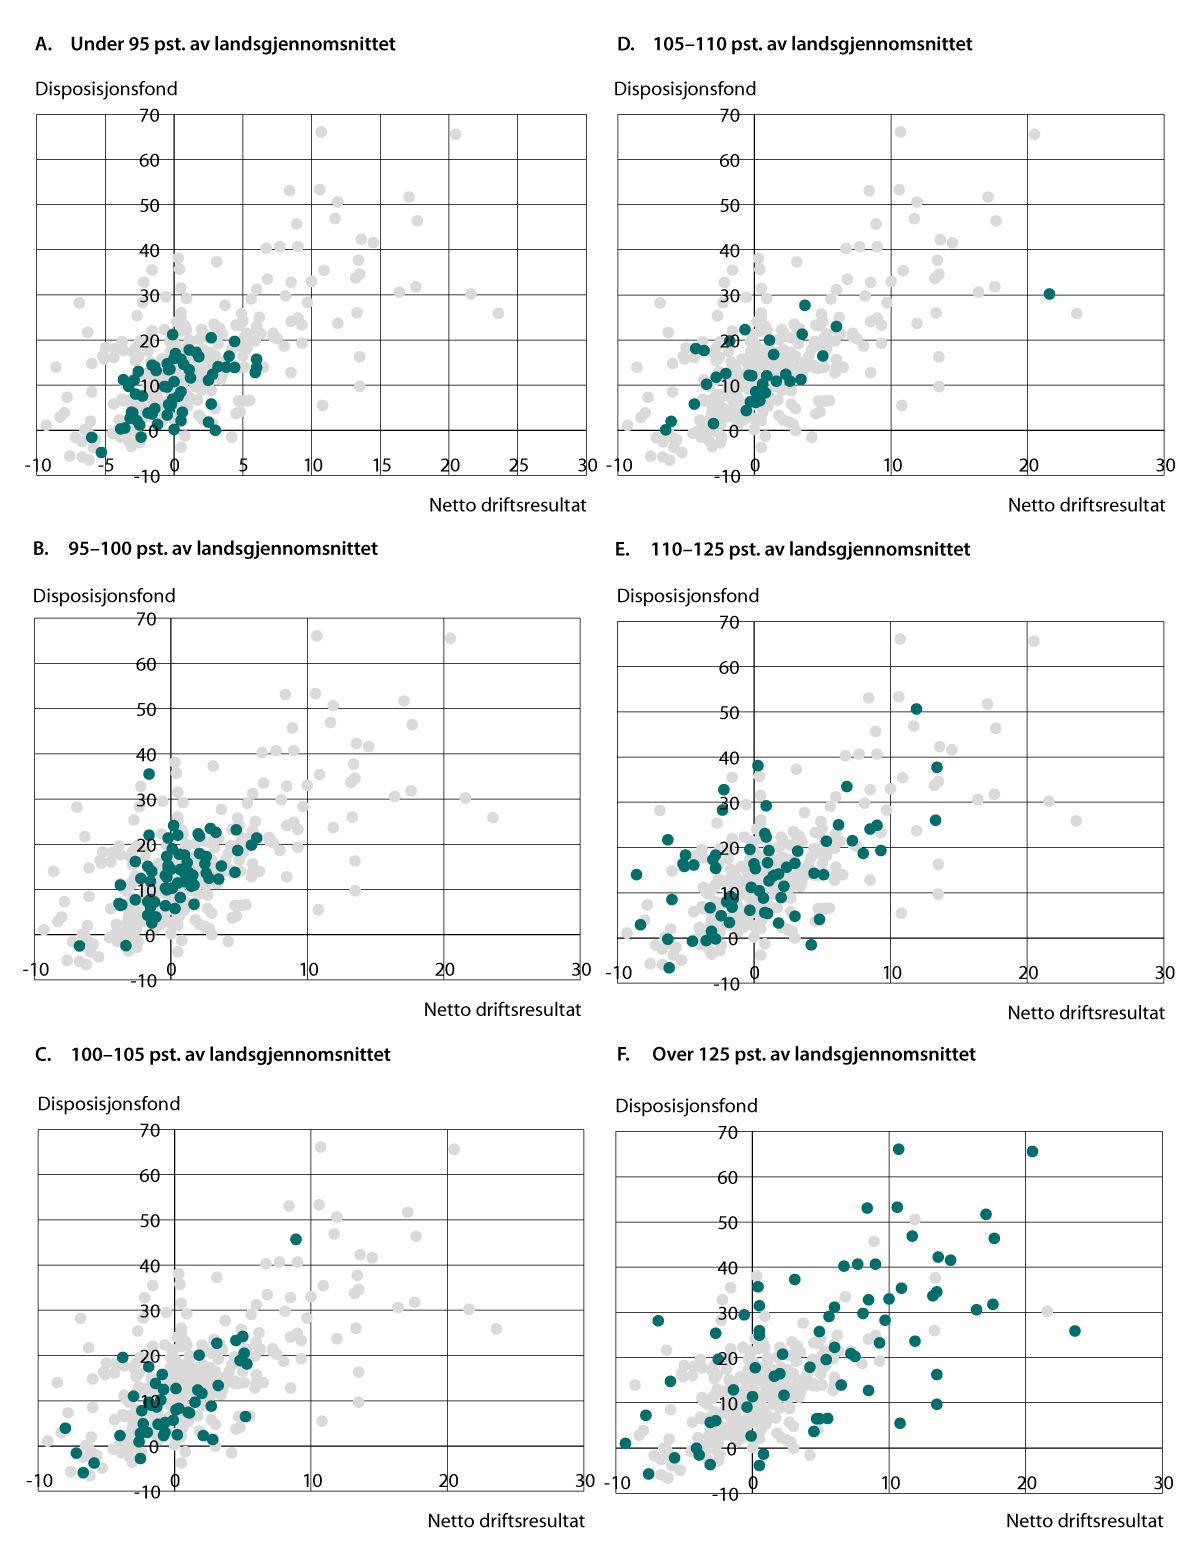 A. Under 95 pst. av landsgjennomsnittet
Disposisjonsfond
70
60
50
40
30
20
10
0
-10
-10 -5 0 5 10 15 20 25 30
Netto driftsresultat
B. 95–100 pst. av landsgjennomsnittet
Disposisjonsfond
70
60
50
40
30
20
10
0
-10
-10 0 10 20 30
Netto driftsresultat
C. 100–105 pst. av landsgjennomsnittet
Disposisjonsfond
70
60
50
40
30
20
10
0
-10
-10 0 10 20 30
Netto driftsresultat
D. 105–110 pst. av landsgjennomsnittet
Disposisjonsfond
70
60
50
40
30
20
10
0
-10
-10 0 10 20 30
Netto driftsresultat
E. 110–125 pst. av landsgjennomsnittet
Disposisjonsfond
70
60
50
40
30
20
10
0
-10
-10 0 10 20 30
Netto driftsresultat
F. Over 125 pst. av landsgjennomsnittet
Disposisjonsfond
70
60
50
40
30
20
10
0
-10
-10 0 10 20 30
Netto driftsresultat